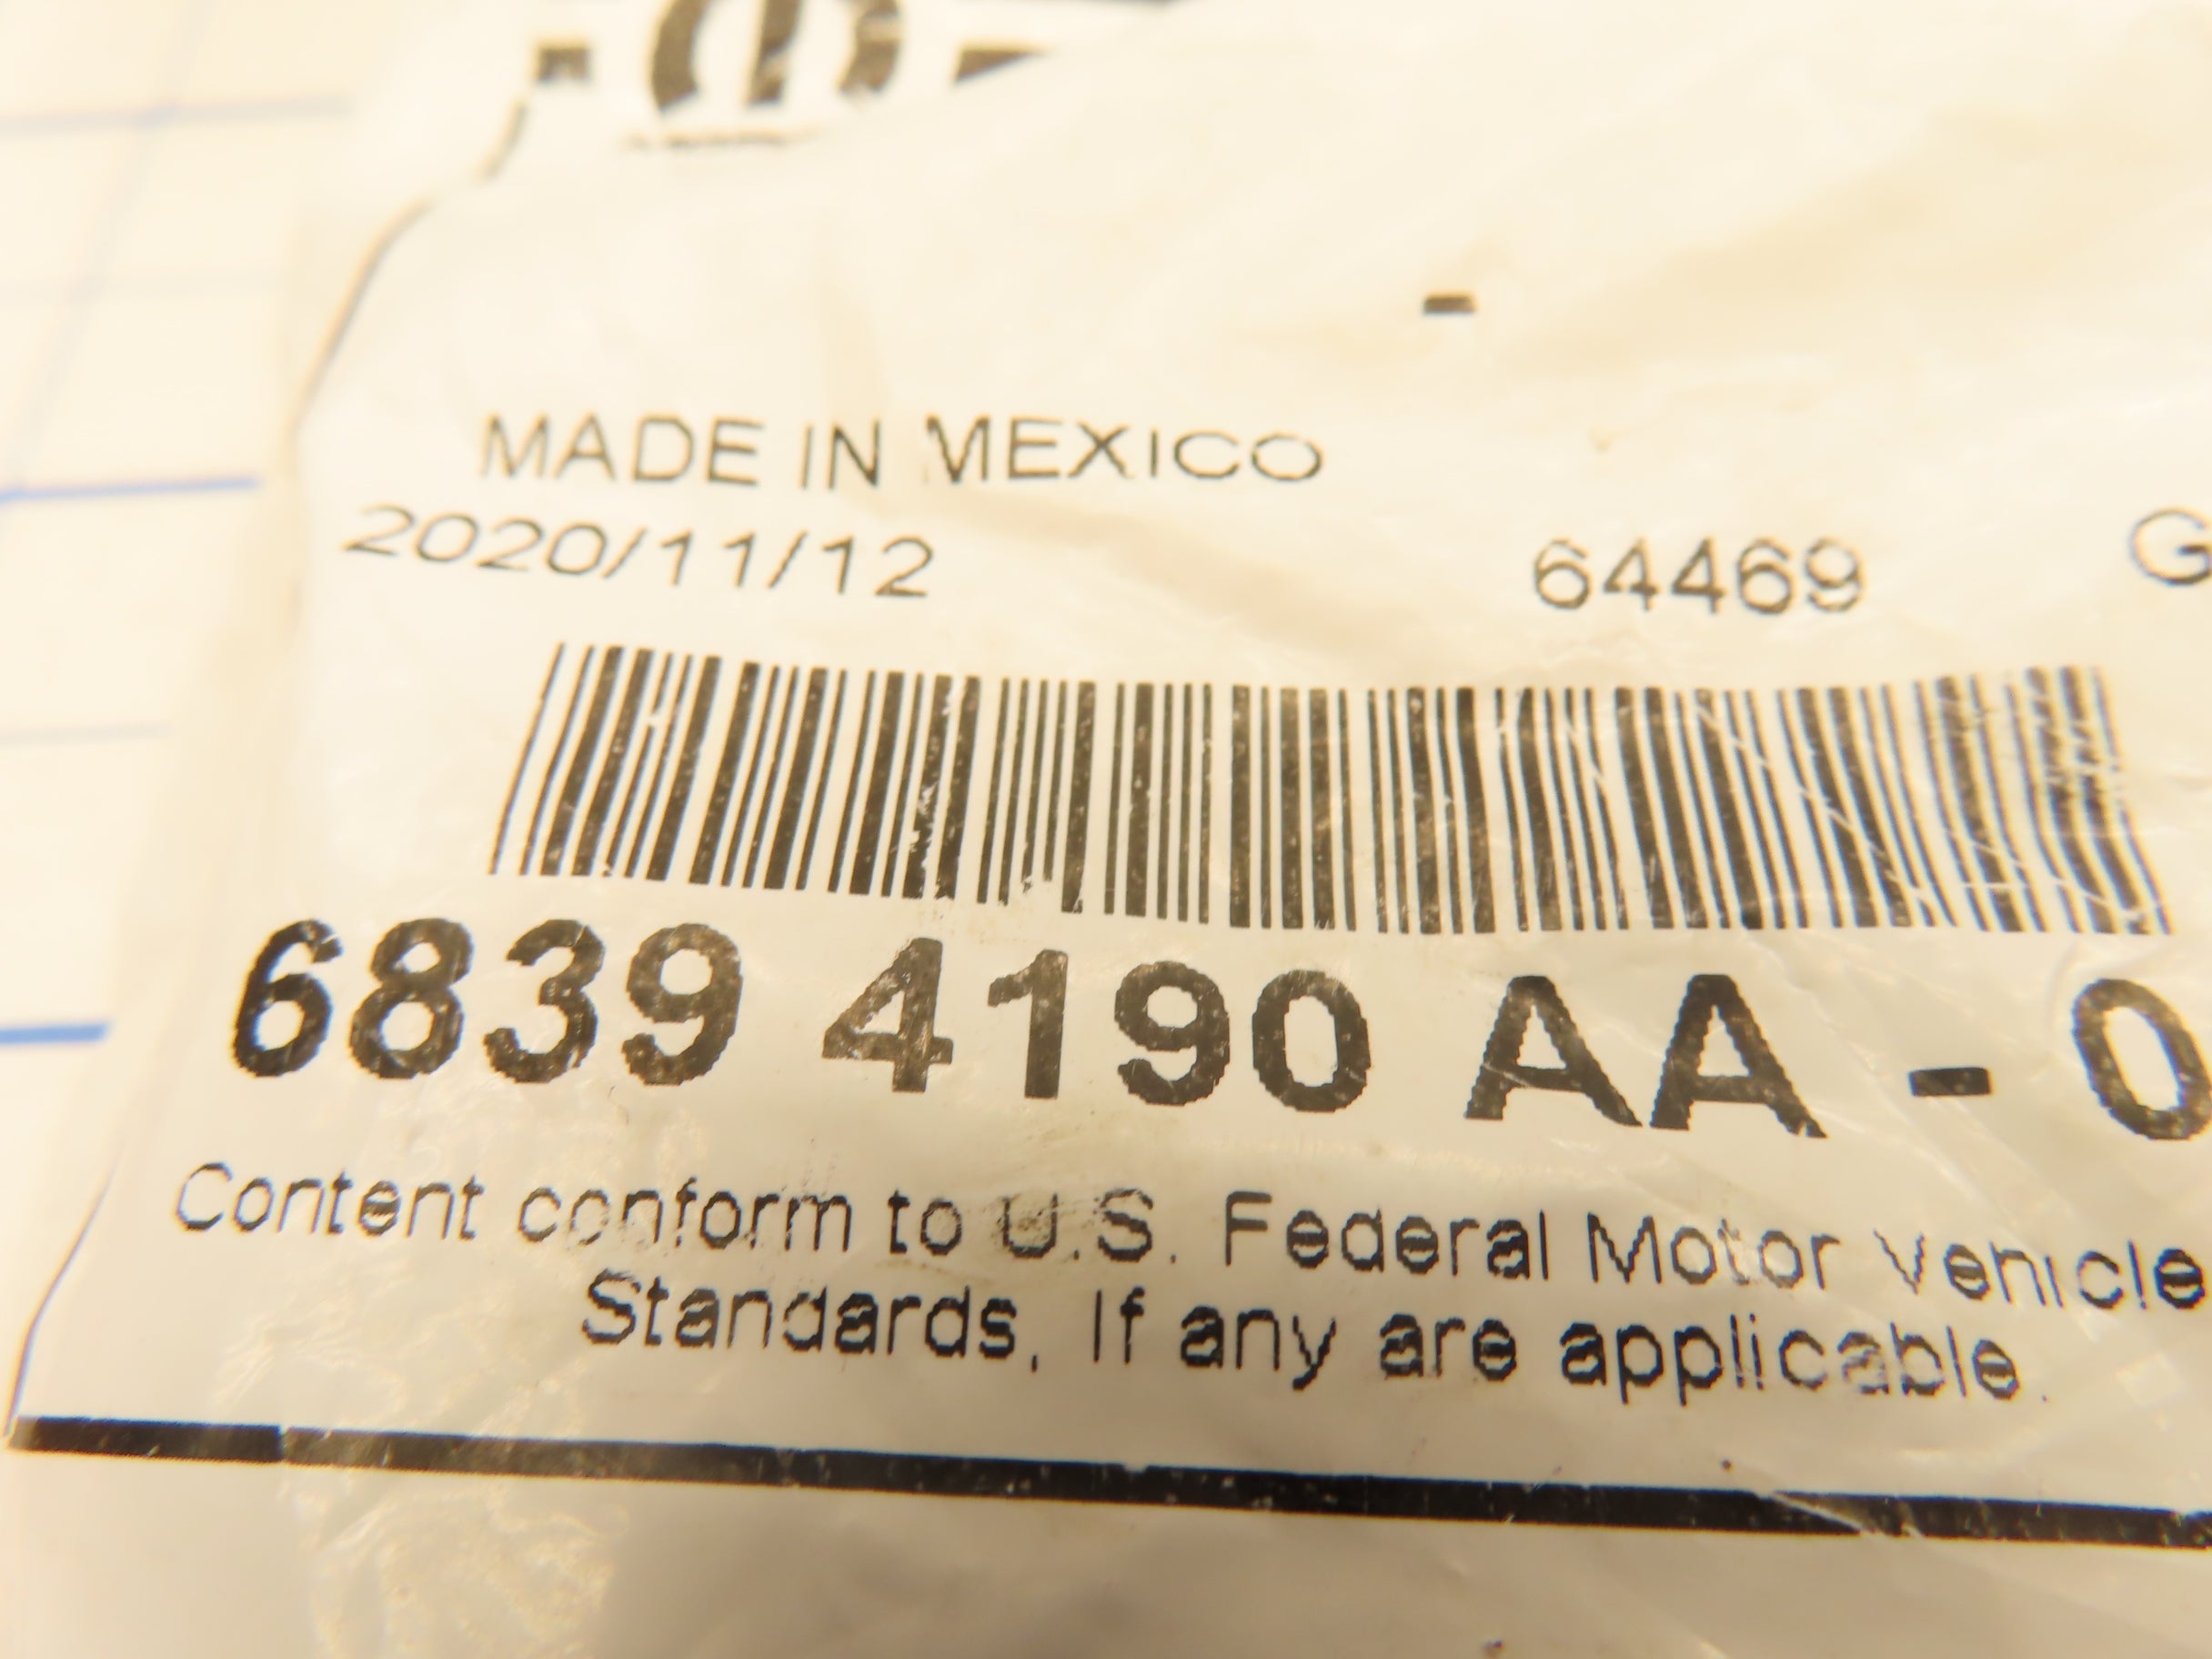 -
MADE IN MEXICO
2020/11/12 64469 G
6839 4190 AA - 0
Content conform to U.S. Federal Motor Vehicle
Standards, If any are applicable.